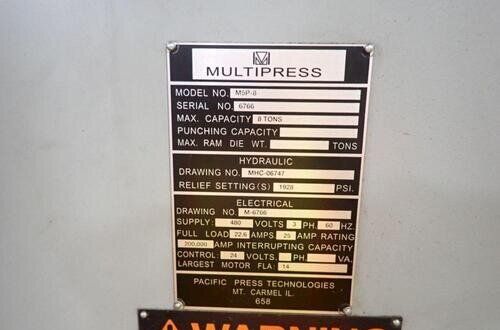 MULTIPRESS
MODEL NO. M5P-8
SERIAL NO. 6766
MAX. CAPACITY 8 TONS
PUNCHING CAPACITY
MAX. RAM DIE WT. TONS
HYDRAULIC
DRAWING NO. MHC-06747
RELIEF SETTING(S) 1928 PSI.
ELECTRICAL
DRAWING NO. M-6766
SUPPLY: 480 VOLTS 3 PH. 60 HZ.
FULL LOAD 22.6 AMPS. 25 AMP RATING
200,000 AMP INTERRUPTING CAPACITY
CONTROL: 24 VOLTS. PH= VA.
LARGEST MOTOR FLA: 14
PACIFIC PRESS TECHNOLOGIES
MT. CARMEL IL.
658
WARNING